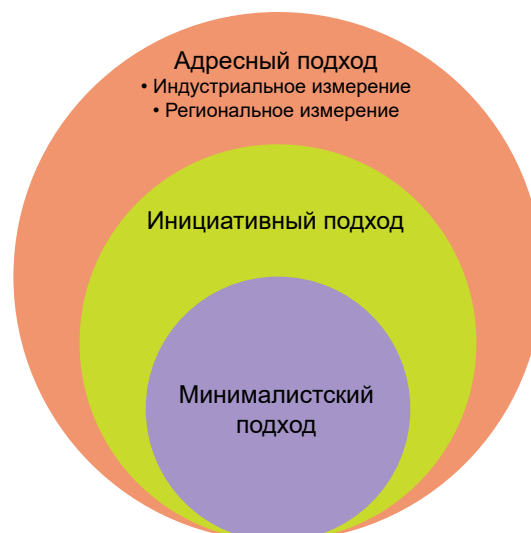 Адресный подход
• Индустриальное измерение
• Региональное измерение
Инициативный подход
Минималистский
подход